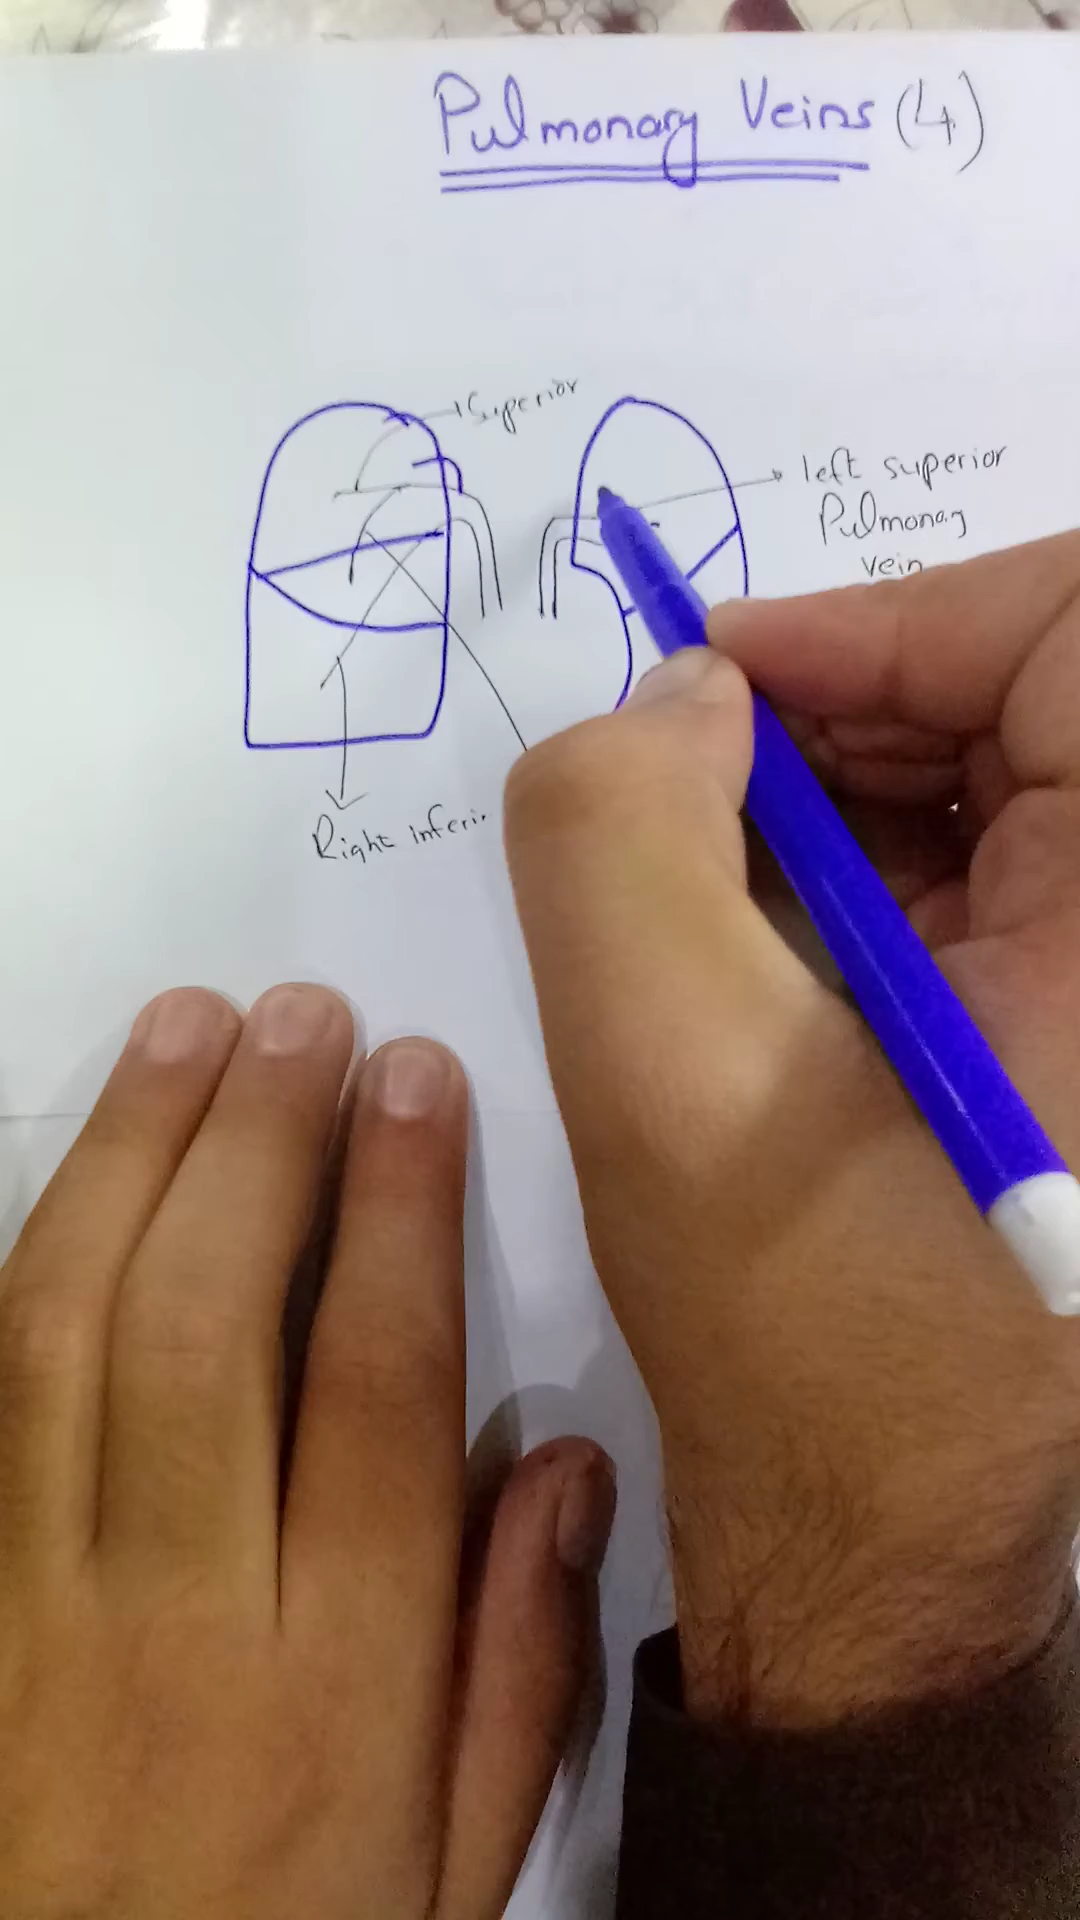 Pulmonary Veins (4)
Superior
left superior
Pulmonary
vein
Right inferi